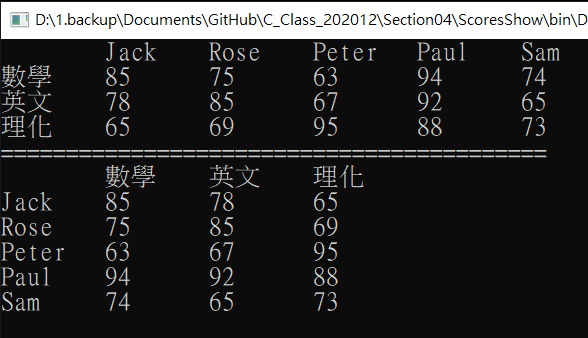 D:\1.backup\Documents\GitHub\C_Class_202012\Section04\ScoresShow\bin\D
Jack Rose Peter Paul Sam
數學 85 75 63 94 74
英文 78 85 67 92 65
理化 65 69 95 88 73
==========================================
數學 英文 理化
Jack 85 78 65
Rose 75 85 69
Peter 63 67 95
Paul 94 92 88
Sam 74 65 73